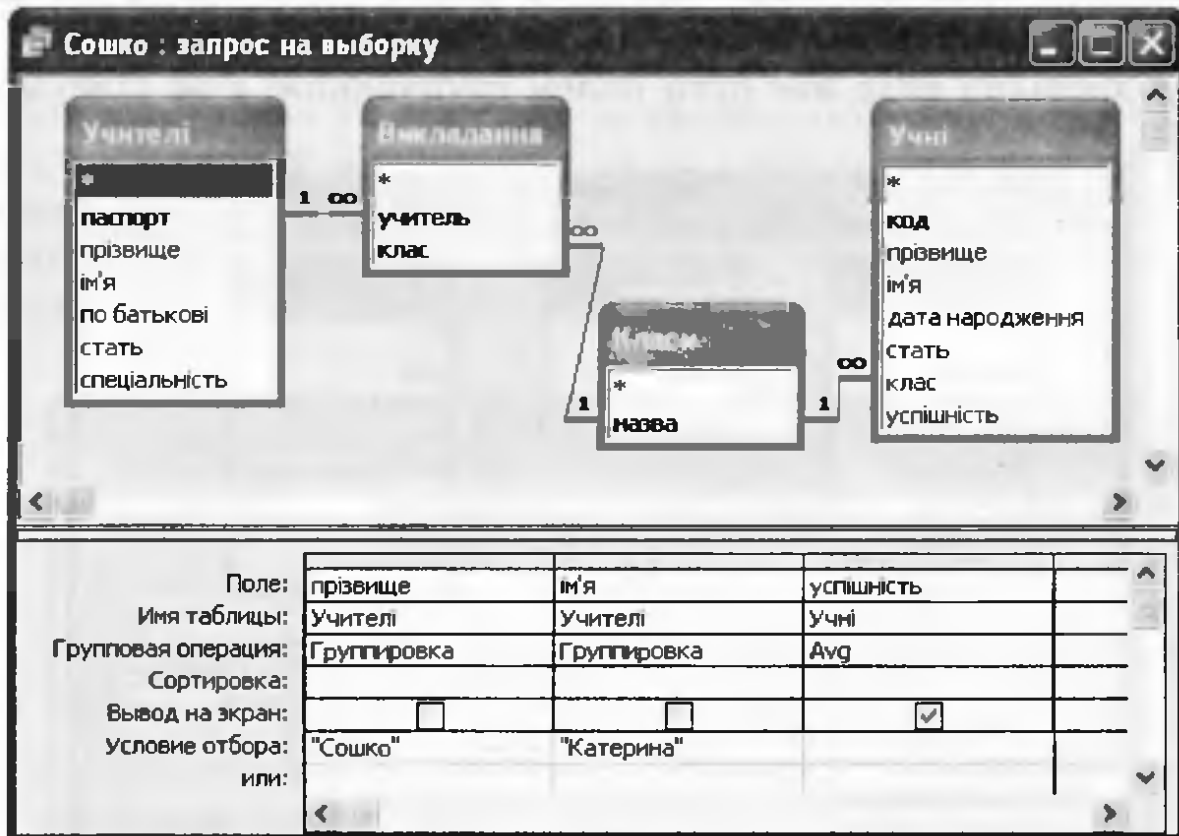 Сошко : запрос на выборку
Учителі
*
паспорт
прізвище
ім'я
по батькові
стать
спеціальність
1 ∞
Викладання
*
учитель
клас
∞
1
Класи
*
назва
1
∞
Учні
*
код
прізвище
ім'я
дата народження
стать
клас
успішність
Поле: прізвище ім'я успішність
Имя таблицы: Учителі Учителі Учні
Групповая операция: Группировка Группировка Avg
Сортировка:
Вывод на экран:
Условие отбора: "Сошко" "Катерина"
или: